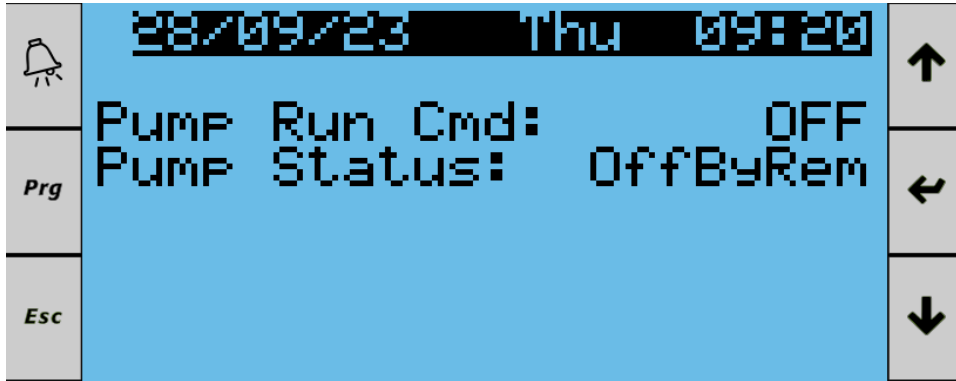 28/09/23 Thu 09:20
Pump Run Cmd: OFF
Pump Status: OffByRem
Prg
Esc